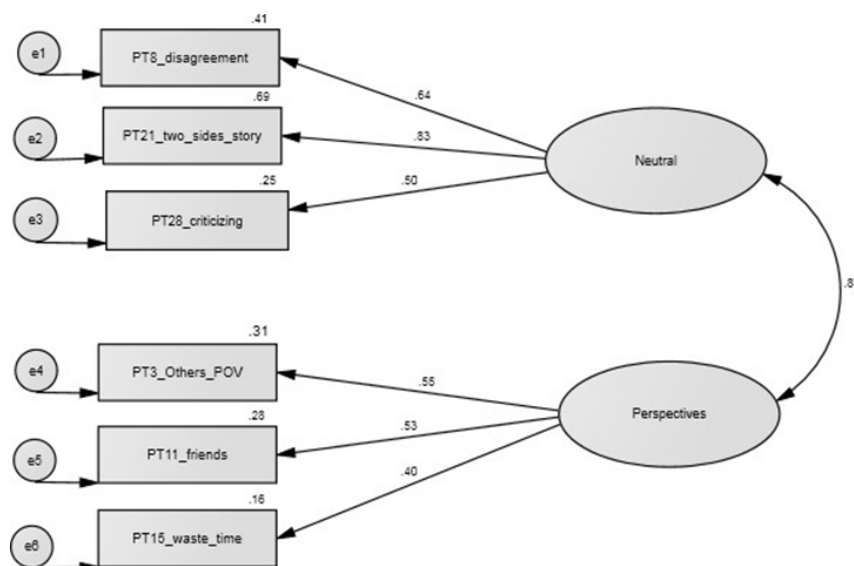 .41
e1
PT8_disagreement
.64
.69
e2
PT21_two_sides_story
.83
Neutral
.25
.50
e3
PT28_criticizing
.8
.31
e4
PT3_Others_POV
.55
Perspectives
.28
.53
e5
PT11_friends
.40
.16
e6
PT15_waste_time